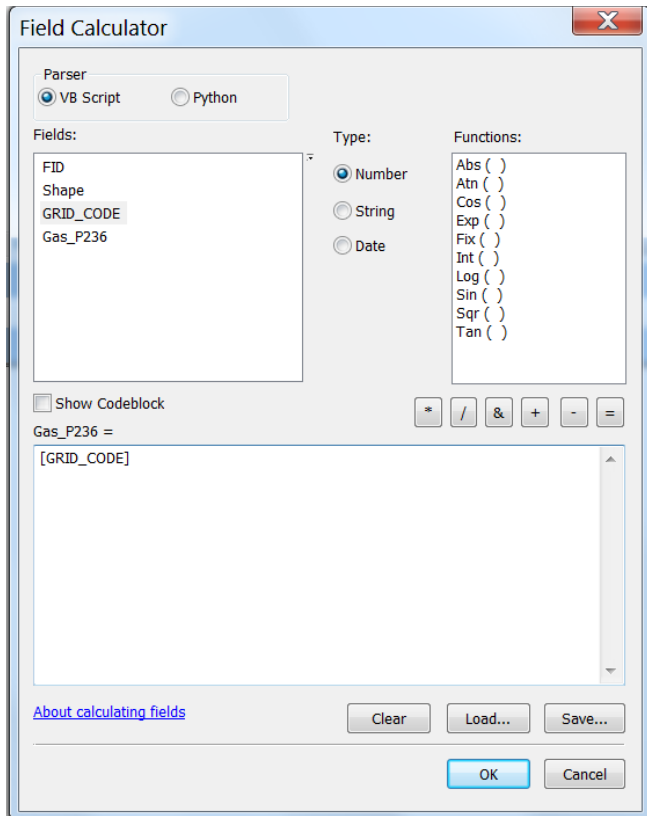 Field Calculator
Parser
VB Script
Python
Fields:
FID
Shape
GRID_CODE
Gas_P236
Type:
Number
String
Date
Functions:
Abs ( )
Atn ( )
Cos ( )
Exp ( )
Fix ( )
Int ( )
Log ( )
Sin ( )
Sqr ( )
Tan ( )
Show Codeblock
* / & + - =
Gas_P236 =
[GRID_CODE]
About calculating fields
Clear
Load...
Save...
OK
Cancel